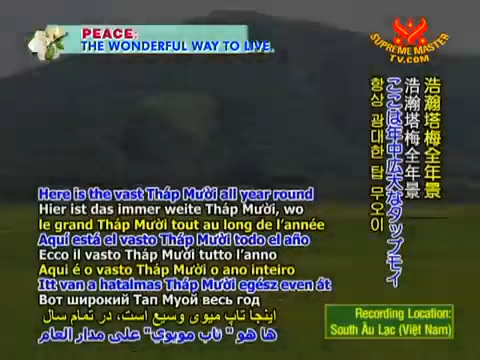 PEACE:
THE WONDERFUL WAY TO LIVE.
SUPREME MASTER
TV.COM
浩瀚塔梅全年景
浩瀚塔梅全年景
ここは年中広大なタップモイ
항상 광대한 탑 무오이
Here is the vast Tháp Mười all year round
Hier ist das immer weite Tháp Mười, wo
le grand Tháp Mười tout au long de l'année
Aquí está el vasto Tháp Mười todo el año
Ecco il vasto Tháp Mười tutto l'anno
Aqui é o vasto Tháp Mười o ano inteiro
Itt van a hatalmas Tháp Mười egész even át
Вот широкий Тап Муой весь год
اینجا تاپ میوی وسیع است، در تمام سال
ها هو "تاب مويوي" على مدار العام
Recording Location:
South Âu Lạc (Việt Nam)